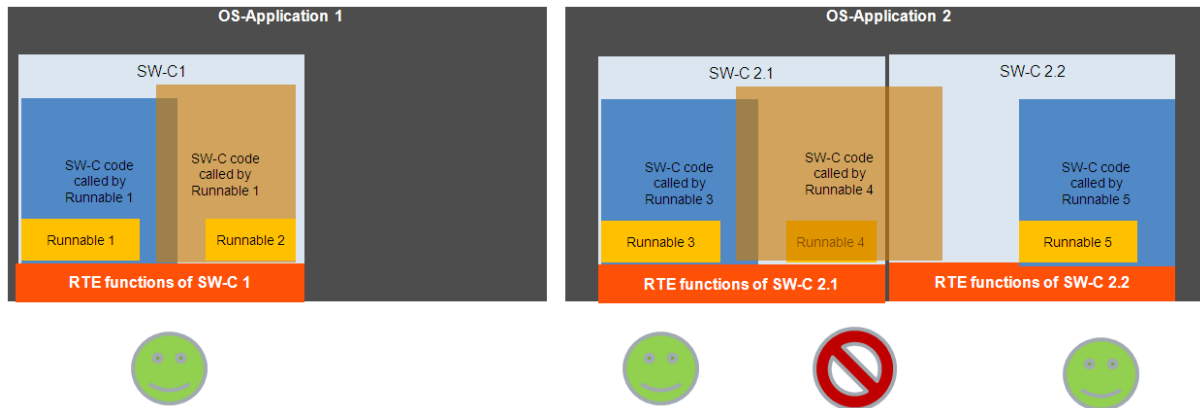 OS-Application 1
SW-C1
SW-C code
called by
Runnable 1
SW-C code
called by
Runnable 1
Runnable 1
Runnable 2
RTE functions of SW-C 1
OS-Application 2
SW-C 2.1
SW-C 2.2
SW-C code
called by
Runnable 3
SW-C code
called by
Runnable 4
SW-C code
called by
Runnable 5
Runnable 3
Runnable 4
Runnable 5
RTE functions of SW-C 2.1
RTE functions of SW-C 2.2